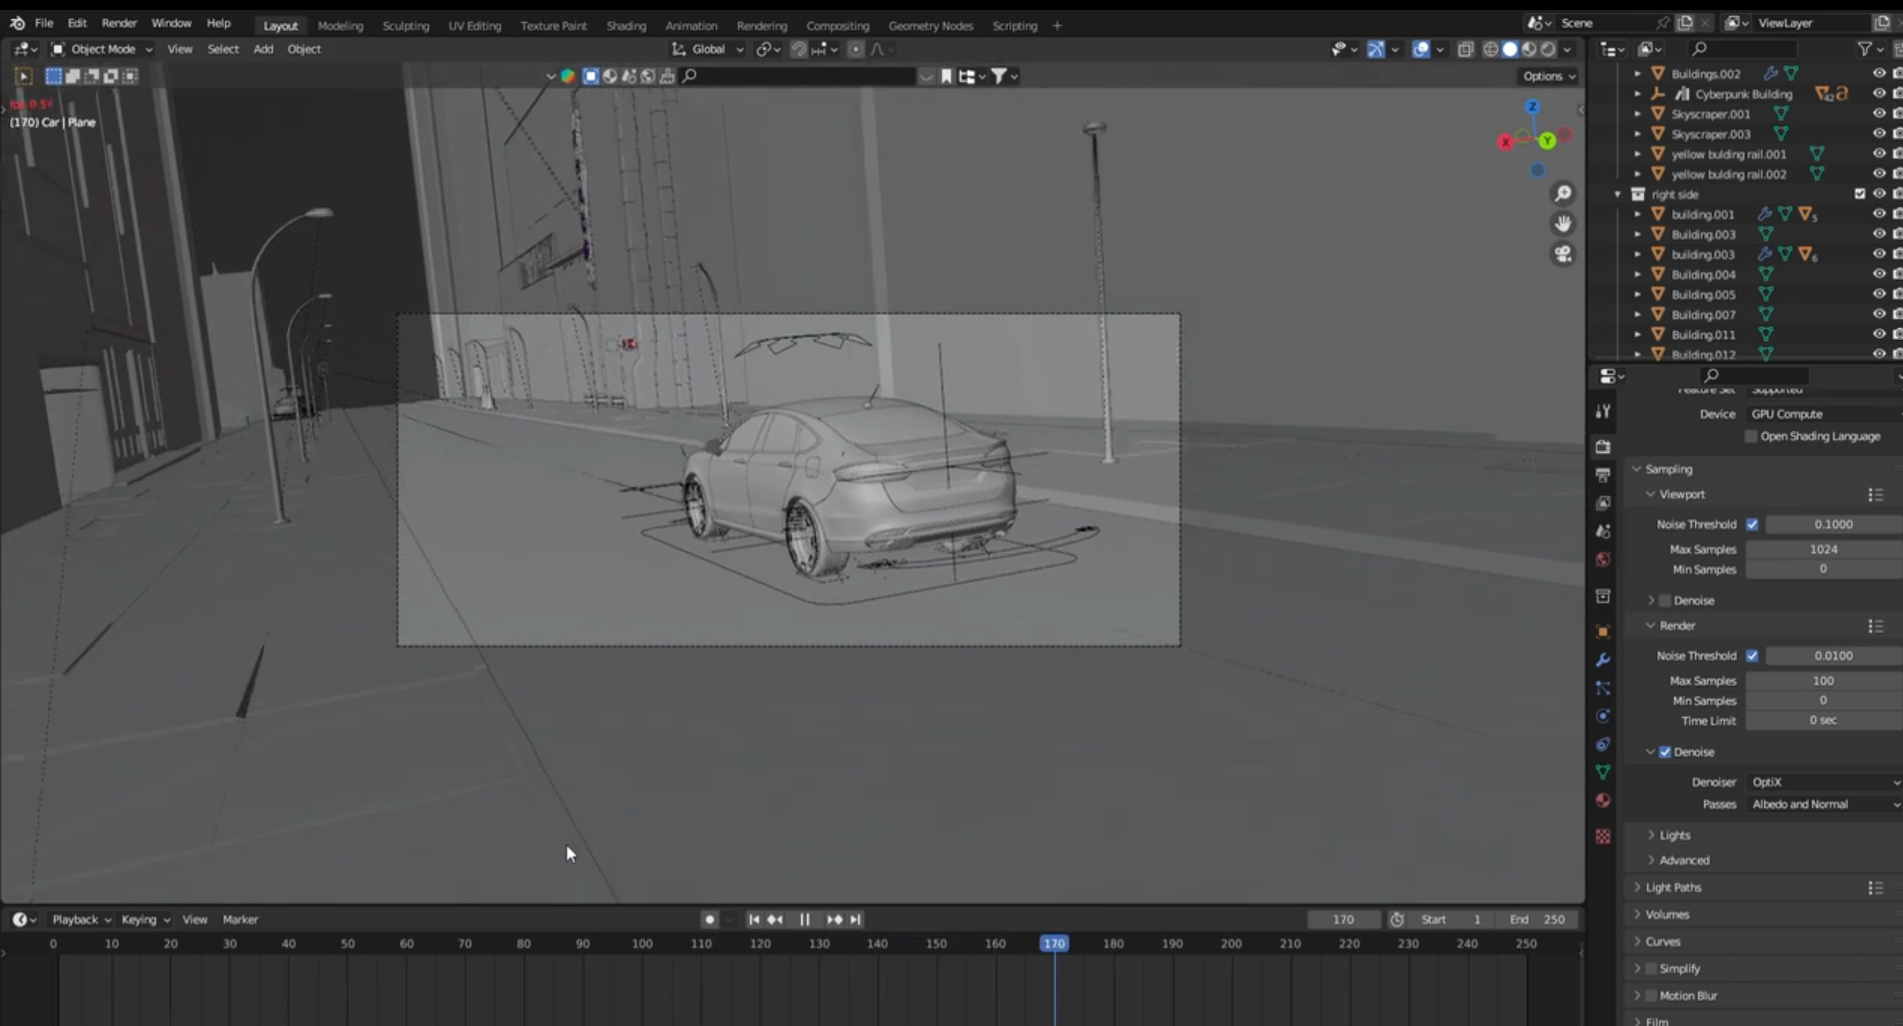 File Edit Render Window Help Layout Modeling Sculpting UV Editing Texture Paint Shading Animation Rendering Compositing Geometry Nodes Scripting + Scene ViewLayer
Object Mode View Select Add Object Global
Options
(170) Car | Plane
Z
X
Y
Buildings.002
Cyberpunk Building 42
Skyscraper.001
Skyscraper.003
yellow bulding rail.001
yellow bulding rail.002
right side
building.001 5
Building.003
building.003 6
Building.004
Building.005
Building.007
Building.011
Building.012
Feature Set Supported
Device GPU Compute
Open Shading Language
Sampling
Viewport
Noise Threshold 0.1000
Max Samples 1024
Min Samples 0
Denoise
Render
Noise Threshold 0.0100
Max Samples 100
Min Samples 0
Time Limit 0 sec
Denoise
Denoiser OptiX
Passes Albedo and Normal
Lights
Advanced
Light Paths
Volumes
Curves
Simplify
Motion Blur
Film
Playback Keying View Marker 170 Start 1 End 250
0 10 20 30 40 50 60 70 80 90 100 110 120 130 140 150 160 170 180 190 200 210 220 230 240 250